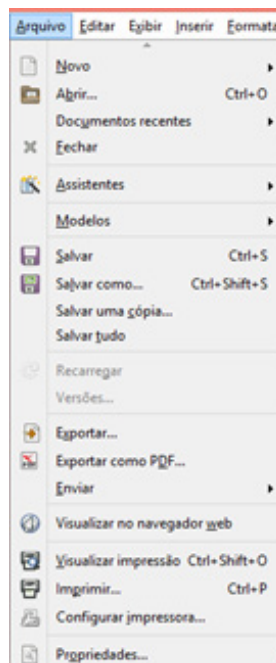 Arquivo Editar Exibir Inserir Formata
Novo
Abrir... Ctrl+O
Documentos recentes
Fechar
Assistentes
Modelos
Salvar Ctrl+S
Salvar como... Ctrl+Shift+S
Salvar uma cópia...
Salvar tudo
Recarregar
Versões...
Exportar...
Exportar como PDF...
Enviar
Visualizar no navegador web
Visualizar impressão Ctrl+Shift+O
Imprimir... Ctrl+P
Configurar impressora...
Propriedades...